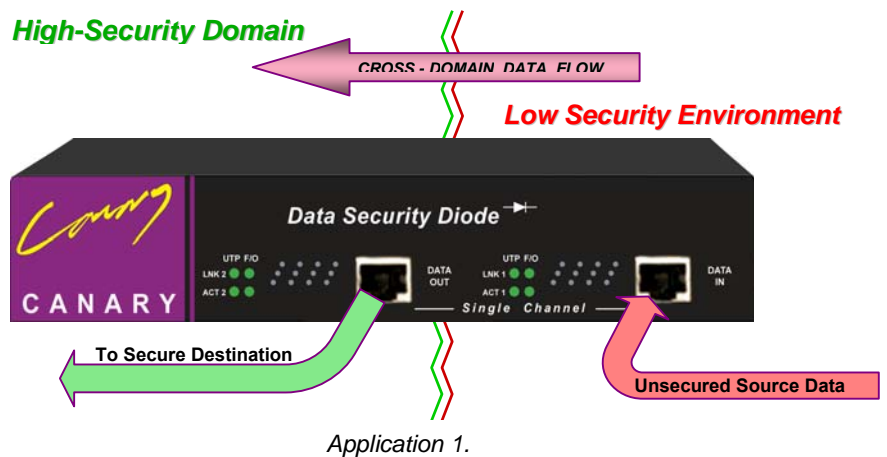 High-Security Domain
CROSS - DOMAIN DATA FLOW
Low Security Environment
Canary
CANARY
Data Security Diode
UTP F/O
LNK 2
ACT 2
DATA
OUT
UTP F/O
LNK 1
ACT 1
DATA
IN
Single Channel
To Secure Destination
Unsecured Source Data
Application 1.